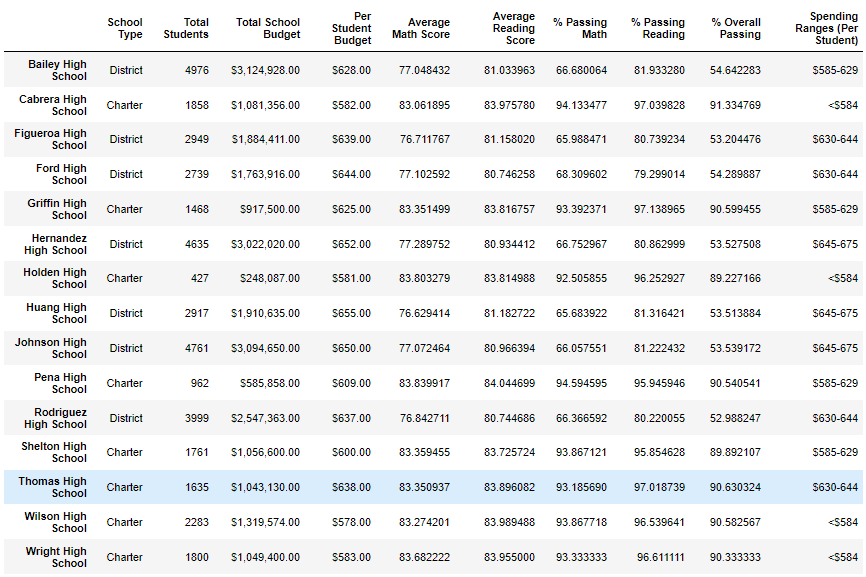 School Type Total Students Total School Budget Per Student Budget Average Math Score Average Reading Score % Passing Math % Passing Reading % Overall Passing Spending Ranges (Per Student)
Bailey High School District 4976 $3,124,928.00 $628.00 77.048432 81.033963 66.680064 81.933280 54.642283 $585-629
Cabrera High School Charter 1858 $1,081,356.00 $582.00 83.061895 83.975780 94.133477 97.039828 91.334769 <$584
Figueroa High School District 2949 $1,884,411.00 $639.00 76.711767 81.158020 65.988471 80.739234 53.204476 $630-644
Ford High School District 2739 $1,763,916.00 $644.00 77.102592 80.746258 68.309602 79.299014 54.289887 $630-644
Griffin High School Charter 1468 $917,500.00 $625.00 83.351499 83.816757 93.392371 97.138965 90.599455 $585-629
Hernandez High School District 4635 $3,022,020.00 $652.00 77.289752 80.934412 66.752967 80.862999 53.527508 $645-675
Holden High School Charter 427 $248,087.00 $581.00 83.803279 83.814988 92.505855 96.252927 89.227166 <$584
Huang High School District 2917 $1,910,635.00 $655.00 76.629414 81.182722 65.683922 81.316421 53.513884 $645-675
Johnson High School District 4761 $3,094,650.00 $650.00 77.072464 80.966394 66.057551 81.222432 53.539172 $645-675
Pena High School Charter 962 $585,858.00 $609.00 83.839917 84.044699 94.594595 95.945946 90.540541 $585-629
Rodriguez High School District 3999 $2,547,363.00 $637.00 76.842711 80.744686 66.366592 80.220055 52.988247 $630-644
Shelton High School Charter 1761 $1,056,600.00 $600.00 83.359455 83.725724 93.867121 95.854628 89.892107 $585-629
Thomas High School Charter 1635 $1,043,130.00 $638.00 83.350937 83.896082 93.185690 97.018739 90.630324 $630-644
Wilson High School Charter 2283 $1,319,574.00 $578.00 83.274201 83.989488 93.867718 96.539641 90.582567 <$584
Wright High School Charter 1800 $1,049,400.00 $583.00 83.682222 83.955000 93.333333 96.611111 90.333333 <$584